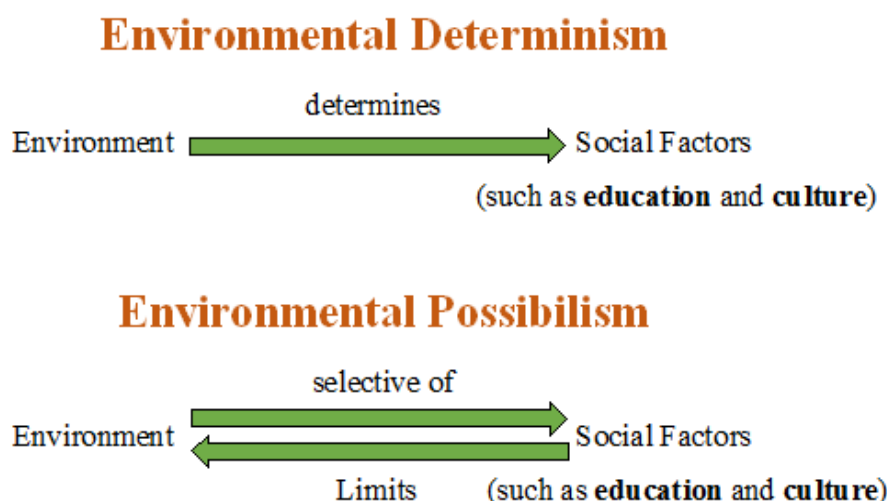 Environmental Determinism
determines
Environment Social Factors
(such as education and culture)
Environmental Possibilism
selective of
Environment Social Factors
Limits (such as education and culture)